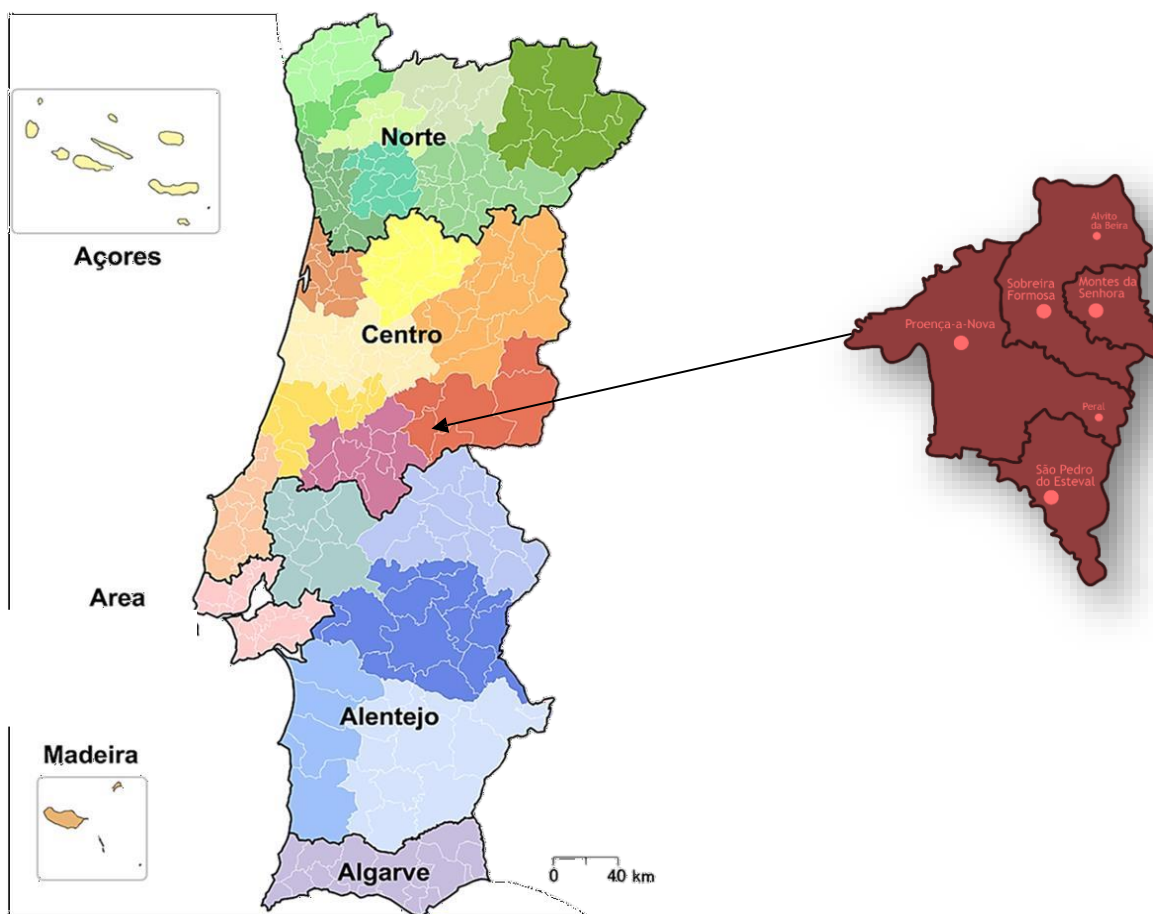 Norte
Açores
Centro
Area
Alentejo
Madeira
Algarve
0 40 km
Alvito
da Beira
Sobreira
Formosa
Montes da
Senhora
Proença-a-Nova
Peral
São Pedro
do Esteval